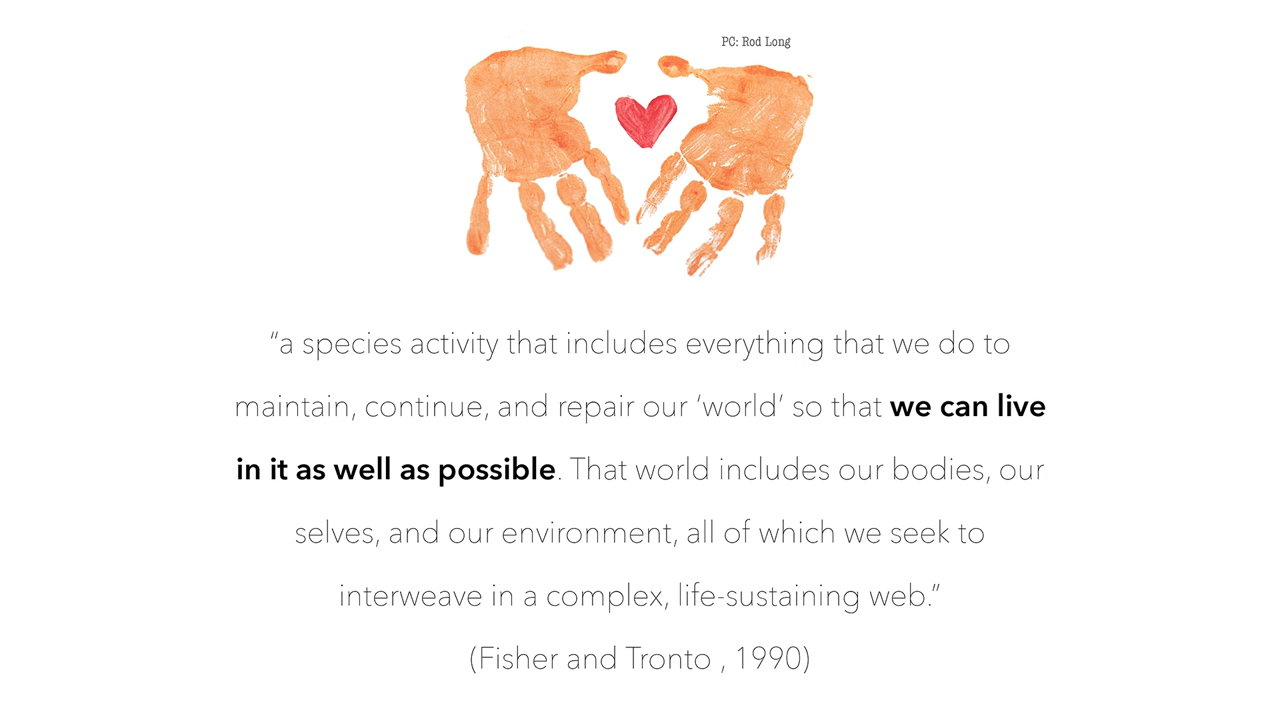 PC: Rod Long
“a species activity that includes everything that we do to
maintain, continue, and repair our ‘world’ so that we can live
in it as well as possible. That world includes our bodies, our
selves, and our environment, all of which we seek to
interweave in a complex, life-sustaining web.”
(Fisher and Tronto , 1990)